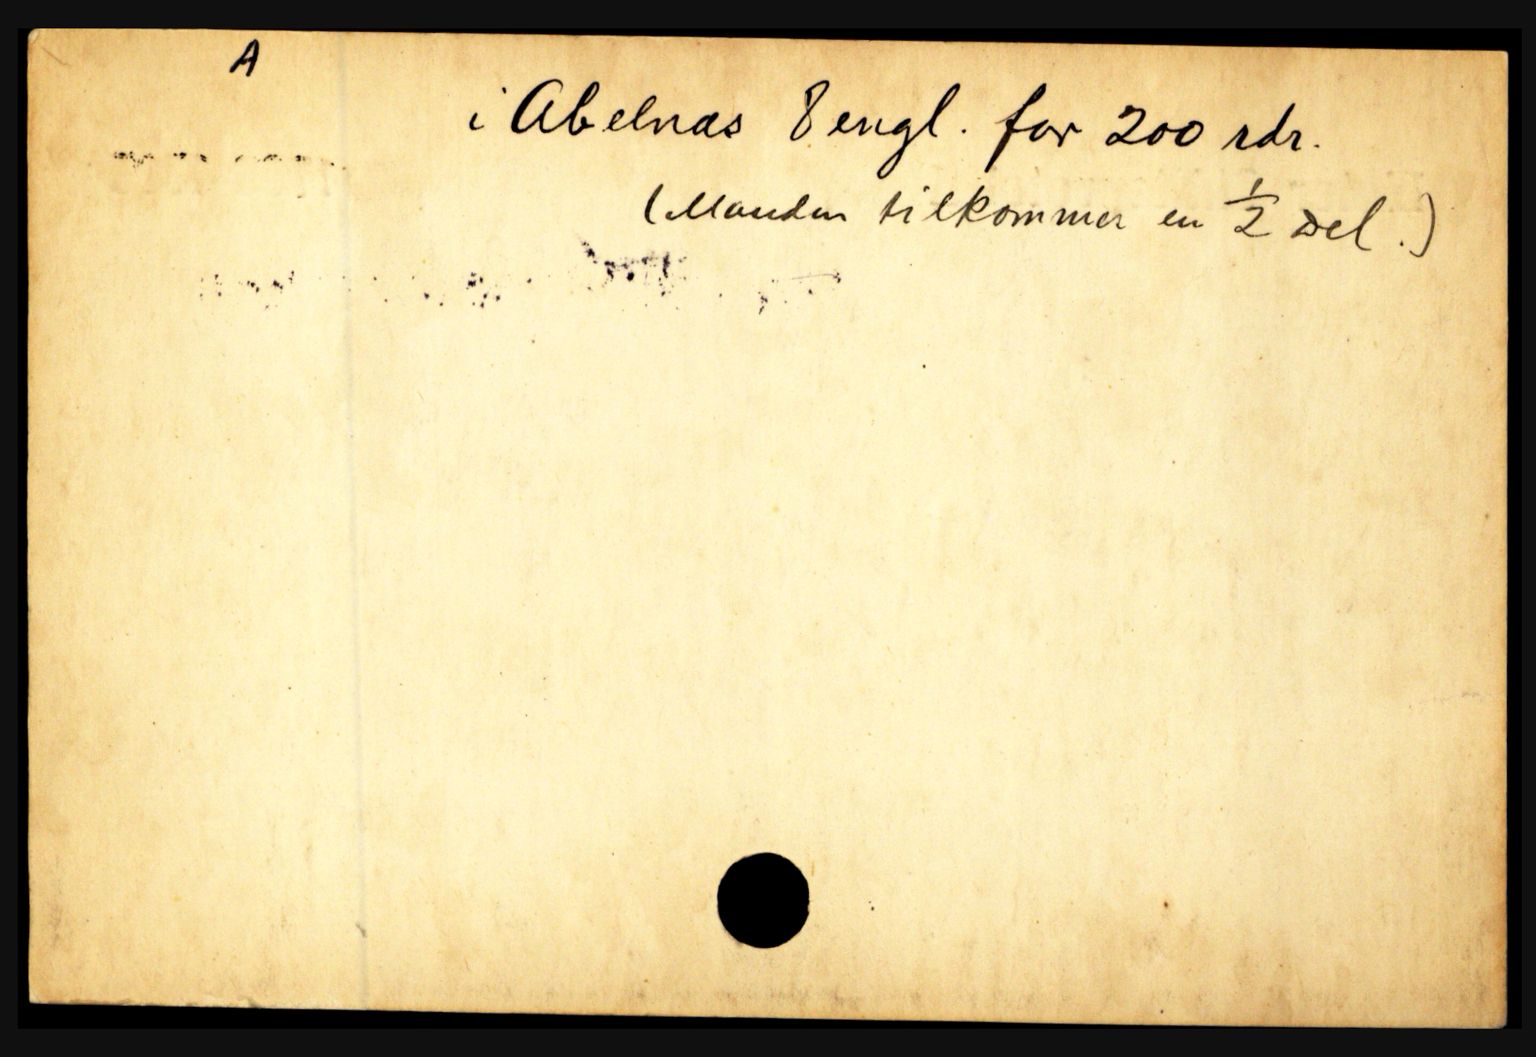 A
i Abelnæs 8 engl. for 200 rdr.
(Manden tilkommer en 1/2 Del.)